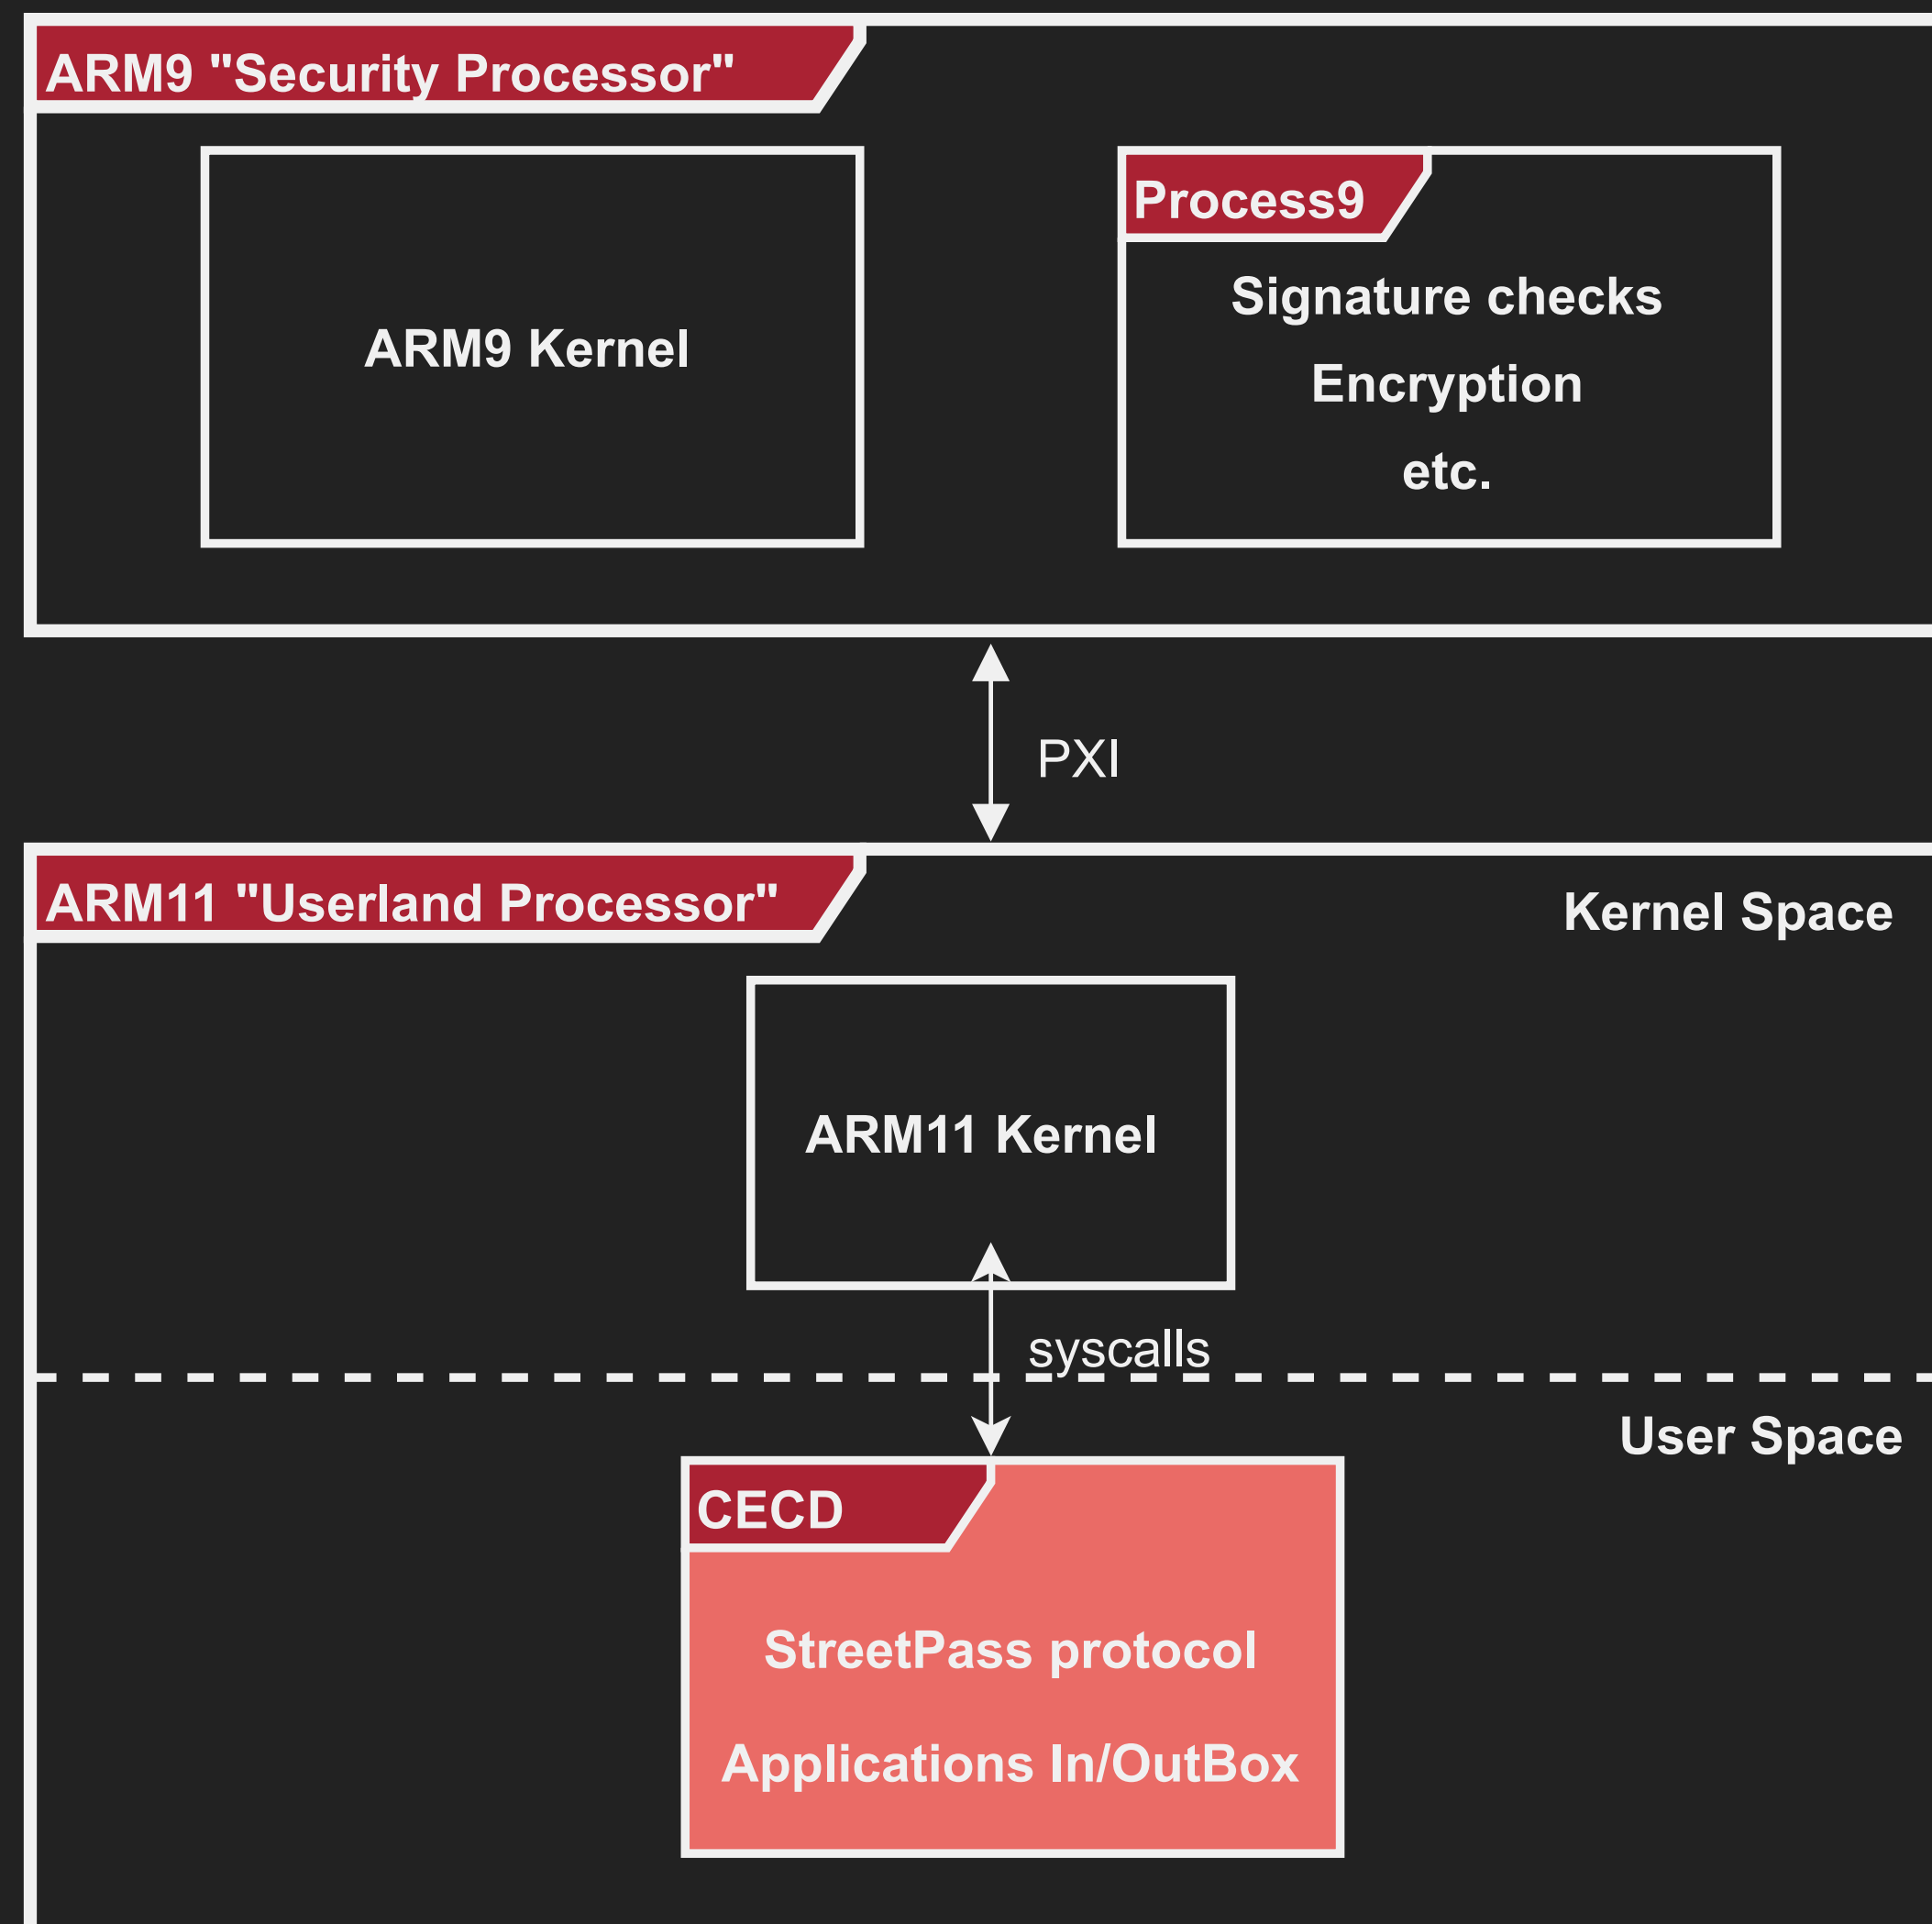 ARM9 "Security Processor"
ARM9 Kernel
Process9
Signature checks
Encryption
etc.
PXI
ARM11 "Userland Processor"
Kernel Space
ARM11 Kernel
syscalls
User Space
CECD
StreetPass protocol
Applications In/OutBox